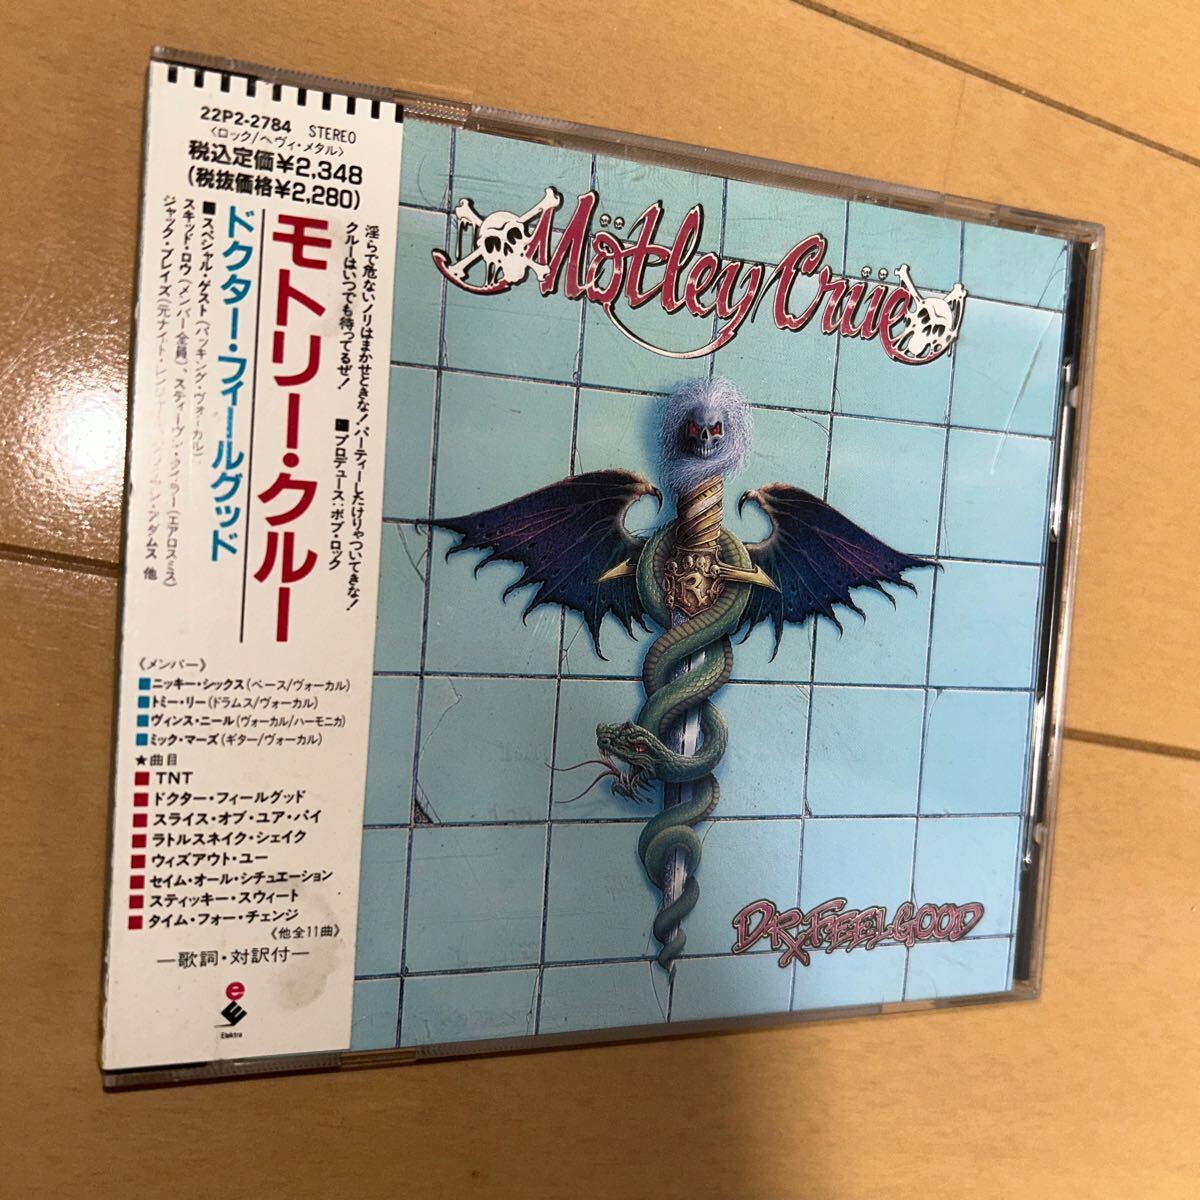 22P2-2784 STEREO
〈ロック/ヘヴィ・メタル〉
税込定価¥2,348
(税抜価格¥2,280)
淫らで危ないノリはまかせときな!パーティーしたけりゃついてきな!
クルーはいつでも待ってるぜ!
■プロデュース:ボブ・ロック
モトリー・クルー
ドクター・フィールグッド
■スペシャル・ゲスト(バッキング・ヴォーカル)
スキッド・ロウ(メンバー全員)、スティーヴン・タイラー(エアロスミス)
ジャック・ブレイズ(元ナイト・レンジャー)アダムス 他
《メンバー》
■ニッキー・シックス(ベース/ヴォーカル)
■トミー・リー(ドラムス/ヴォーカル)
■ヴィンス・ニール(ヴォーカル/ハーモニカ)
■ミック・マーズ(ギター/ヴォーカル)
★曲目
■TNT
■ドクター・フィールグッド
■スライス・オブ・ユア・パイ
■ラトルスネイク・シェイク
■ウィズアウト・ユー
■セイム・オール・シチュエーション
■スティッキー・スウィート
■タイム・フォー・チェンジ
《他全11曲》
—歌詞・対訳付—
e
Elektra
Mötley Crüe
R
DR. FEELGOOD